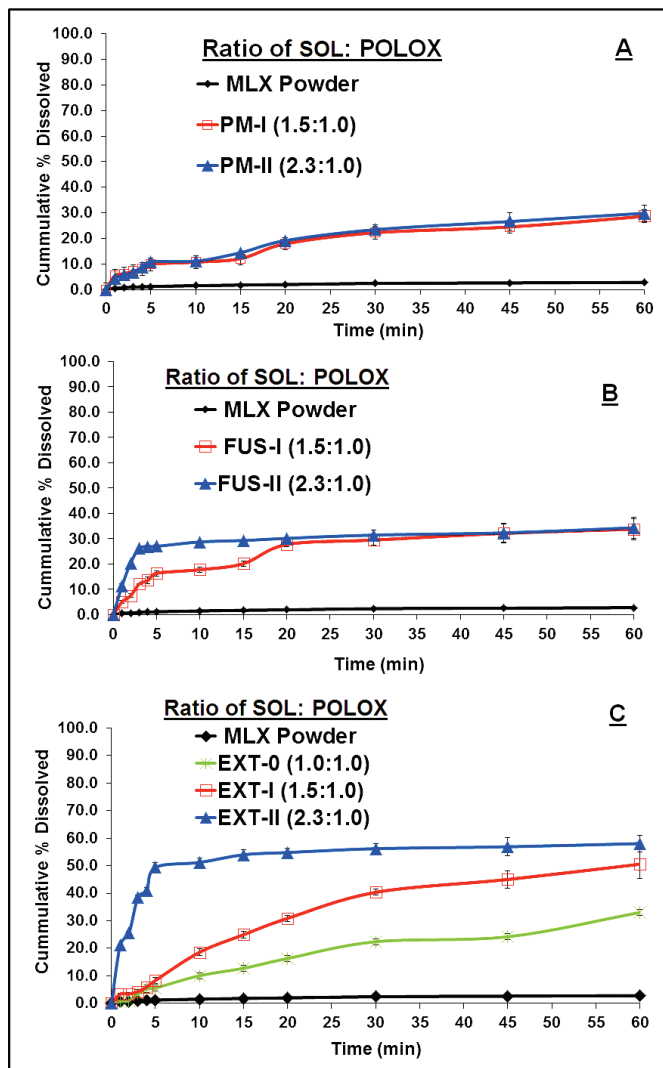 100.0
90.0
80.0
70.0
60.0
50.0
40.0
30.0
20.0
10.0
0.0
Cummulative % Dissolved
Ratio of SOL: POLOX
A
MLX Powder
PM-I (1.5:1.0)
PM-II (2.3:1.0)
0 5 10 15 20 25 30 35 40 45 50 55 60
Time (min)
100.0
90.0
80.0
70.0
60.0
50.0
40.0
30.0
20.0
10.0
0.0
Cummulative % Dissolved
Ratio of SOL: POLOX
B
MLX Powder
FUS-I (1.5:1.0)
FUS-II (2.3:1.0)
0 5 10 15 20 25 30 35 40 45 50 55 60
Time (min)
100.0
90.0
80.0
70.0
60.0
50.0
40.0
30.0
20.0
10.0
0.0
Cummulative % Dissolved
Ratio of SOL: POLOX
C
MLX Powder
EXT-0 (1.0:1.0)
EXT-I (1.5:1.0)
EXT-II (2.3:1.0)
0 5 10 15 20 25 30 35 40 45 50 55 60
Time (min)